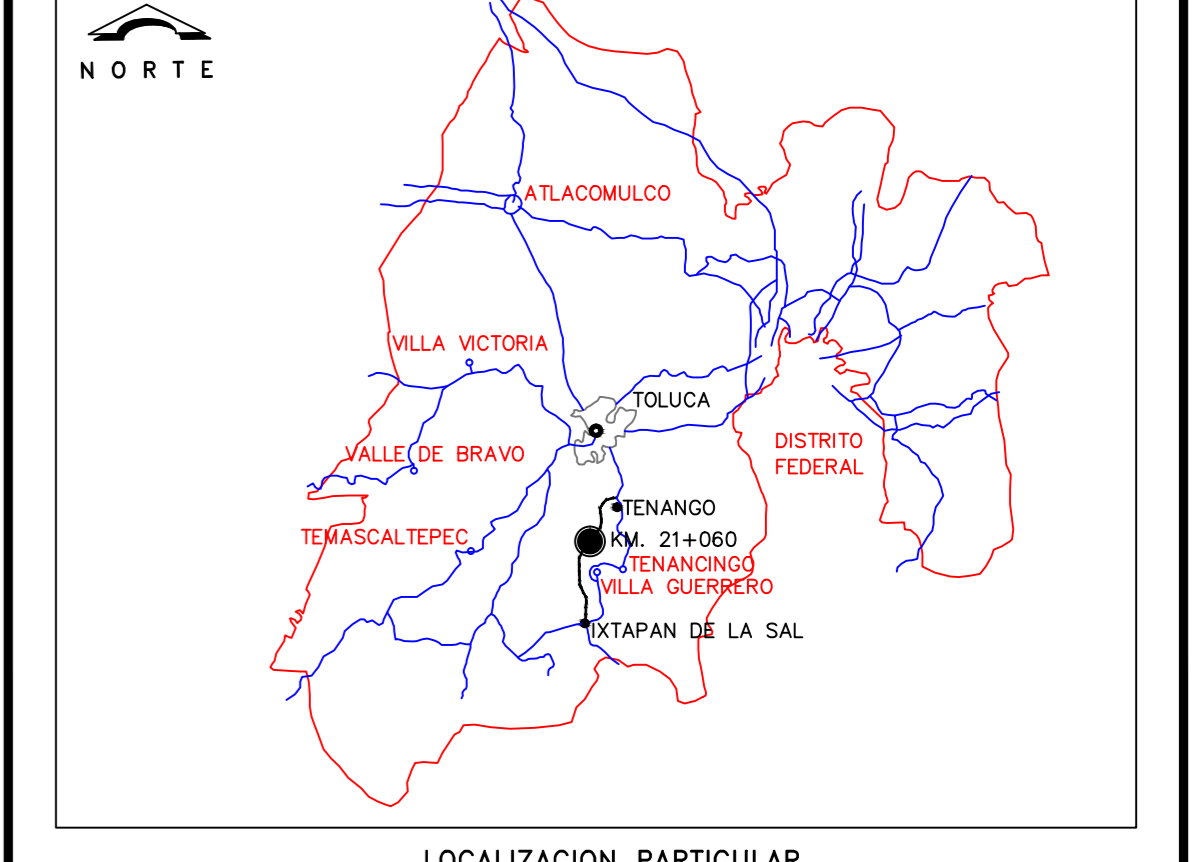 N O R T E
ATLACOMULCO
VILLA VICTORIA
TOLUCA
VALLE DE BRAVO
DISTRITO
FEDERAL
TENANGO
TEMASCALTEPEC
KM. 21+060
TENANCINGO
VILLA GUERRERO
IXTAPAN DE LA SAL
LOCALIZACION PARTICULAR